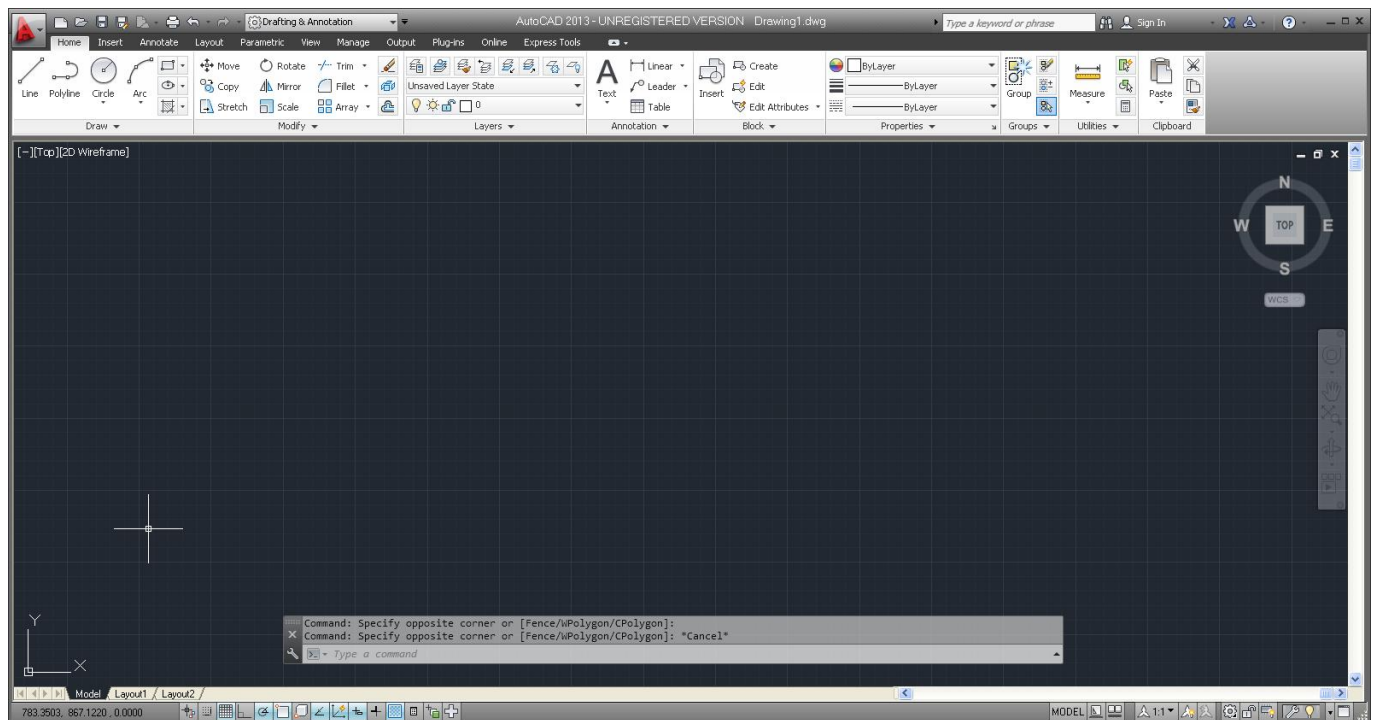 Drafting & Annotation AutoCAD 2013 - UNREGISTERED VERSION Drawing1.dwg Type a keyword or phrase Sign In
Home Insert Annotate Layout Parametric View Manage Output Plug-ins Online Express Tools
Move Rotate Trim Linear Create ByLayer
Line Polyline Circle Arc Copy Mirror Fillet Unsaved Layer State Text Leader Insert Edit ByLayer Group Measure Paste
Stretch Scale Array 0 Table Edit Attributes ByLayer
Draw Modify Layers Annotation Block Properties Groups Utilities Clipboard
[-][Top][2D Wireframe]
N
W TOP E
S
WCS
Y
X
Command: Specify opposite corner or [Fence/WPolygon/CPolygon]:
Command: Specify opposite corner or [Fence/WPolygon/CPolygon]: *Cancel*
Type a command
Model Layout1 Layout2
783.3503, 867.1220, 0.0000 MODEL 1:1